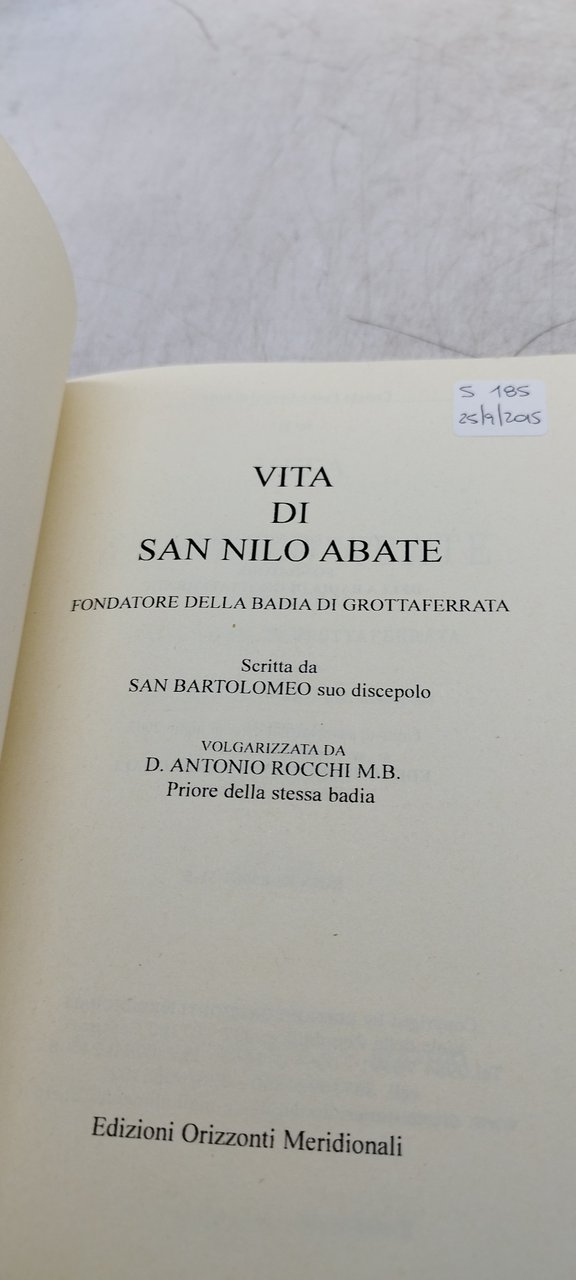 S 185
25/9/2015
VITA
DI
SAN NILO ABATE
FONDATORE DELLA BADIA DI GROTTAFERRATA
Scritta da
SAN BARTOLOMEO suo discepolo
VOLGARIZZATA DA
D. ANTONIO ROCCHI M.B.
Priore della stessa badia
Edizioni Orizzonti Meridionali